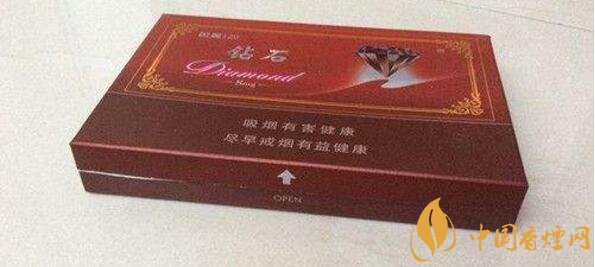 钻石
Diamond
8mg
吸烟有害健康
尽早戒烟有益健康
OPEN
中国香烟网